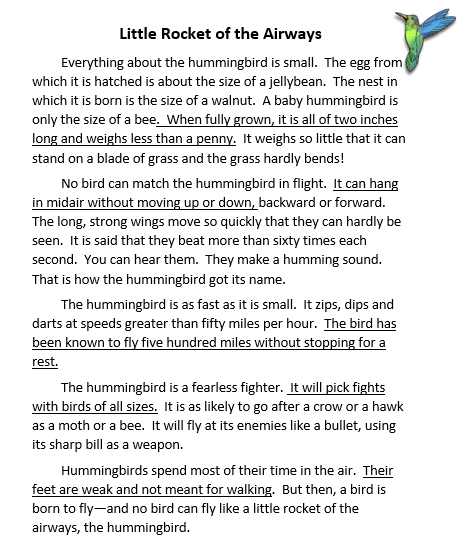 Little Rocket of the Airways
Everything about the hummingbird is small.  The egg from
which it is hatched is about the size of a jellybean.  The nest in
which it is born is the size of a walnut.  A baby hummingbird is
only the size of a bee.  When fully grown, it is all of two inches
long and weighs less than a penny.  It weighs so little that it can
stand on a blade of grass and the grass hardly bends!
No bird can match the hummingbird in flight.  It can hang
in midair without moving up or down, backward or forward.
The long, strong wings move so quickly that they can hardly be
seen.  It is said that they beat more than sixty times each
second.  You can hear them.  They make a humming sound.
That is how the hummingbird got its name.
The hummingbird is as fast as it is small.  It zips, dips and
darts at speeds greater than fifty miles per hour.  The bird has
been known to fly five hundred miles without stopping for a
rest.
The hummingbird is a fearless fighter.  It will pick fights
with birds of all sizes.  It is as likely to go after a crow or a hawk
as a moth or a bee.  It will fly at its enemies like a bullet, using
its sharp bill as a weapon.
Hummingbirds spend most of their time in the air.  Their
feet are weak and not meant for walking.  But then, a bird is
born to fly—and no bird can fly like a little rocket of the
airways, the hummingbird.